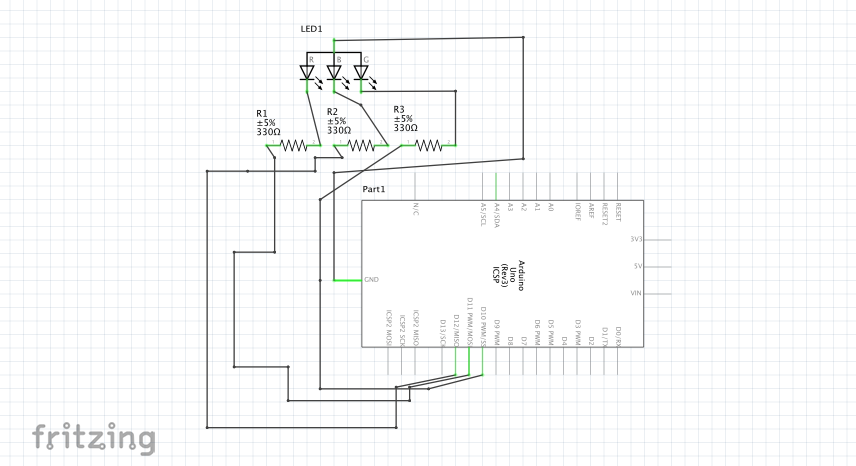 LED1
R
B
G
R1
±5%
330Ω
R2
±5%
330Ω
R3
±5%
330Ω
Part1
N/C
A5/SCL
A4/SDA
A3
A2
A1
A0
IOREF
AREF
RESET2
RESET
3V3
5V
VIN
GND
Arduino
Uno
(Rev3)
ICSP
ICSP2 MOSI
ICSP2 SCK
ICSP2 MISO
D13/SCK
D12/MISO
D11 PWM/MOSI
D10 PWM/SS
D9 PWM
D8
D7
D6 PWM
D5 PWM
D4
D3 PWM
D2
D1/TX
D0/RX
fritzing